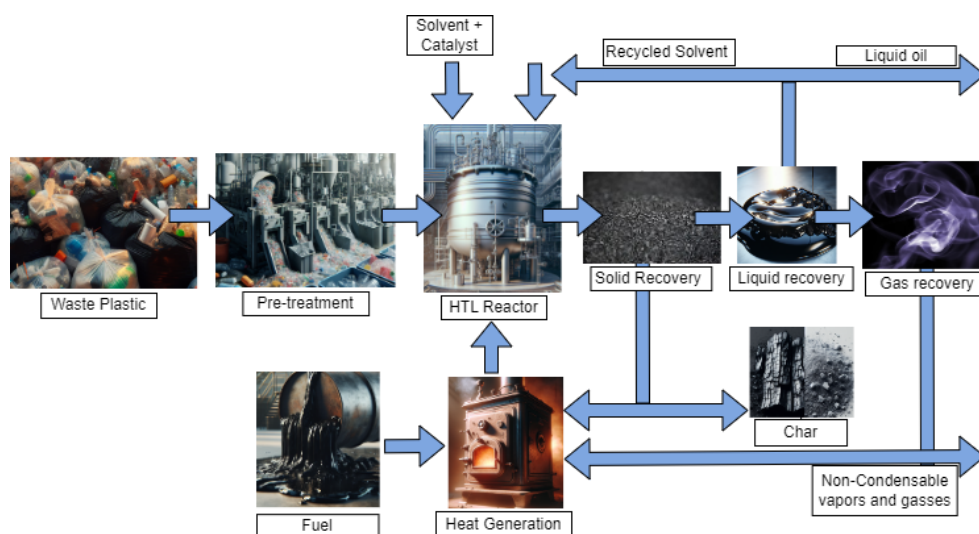 Solvent +
Catalyst
Recycled Solvent
Liquid oil
Waste Plastic
Pre-treatment
HTL Reactor
Solid Recovery
Liquid recovery
Gas recovery
Char
Fuel
Heat Generation
Non-Condensable
vapors and gasses